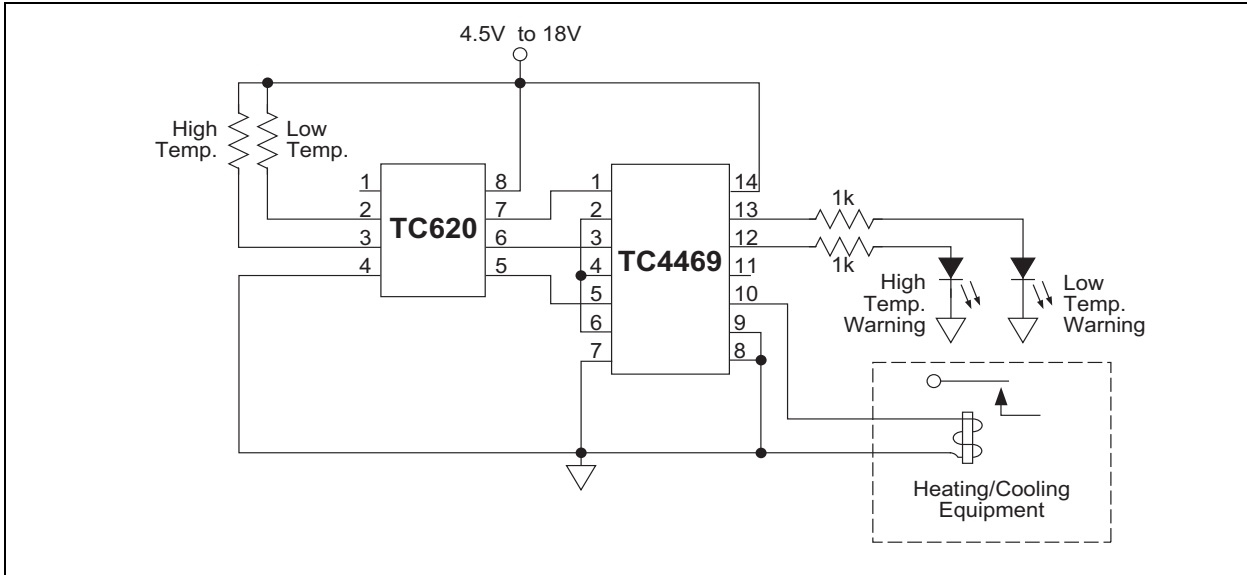 4.5V to 18V
High
Temp.
Low
Temp.
TC620
1
2
3
4
8
7
6
5
TC4469
1
2
3
4
5
6
7
14
13
12
11
10
9
8
1k
1k
High
Temp.
Warning
Low
Temp.
Warning
Heating/Cooling
Equipment